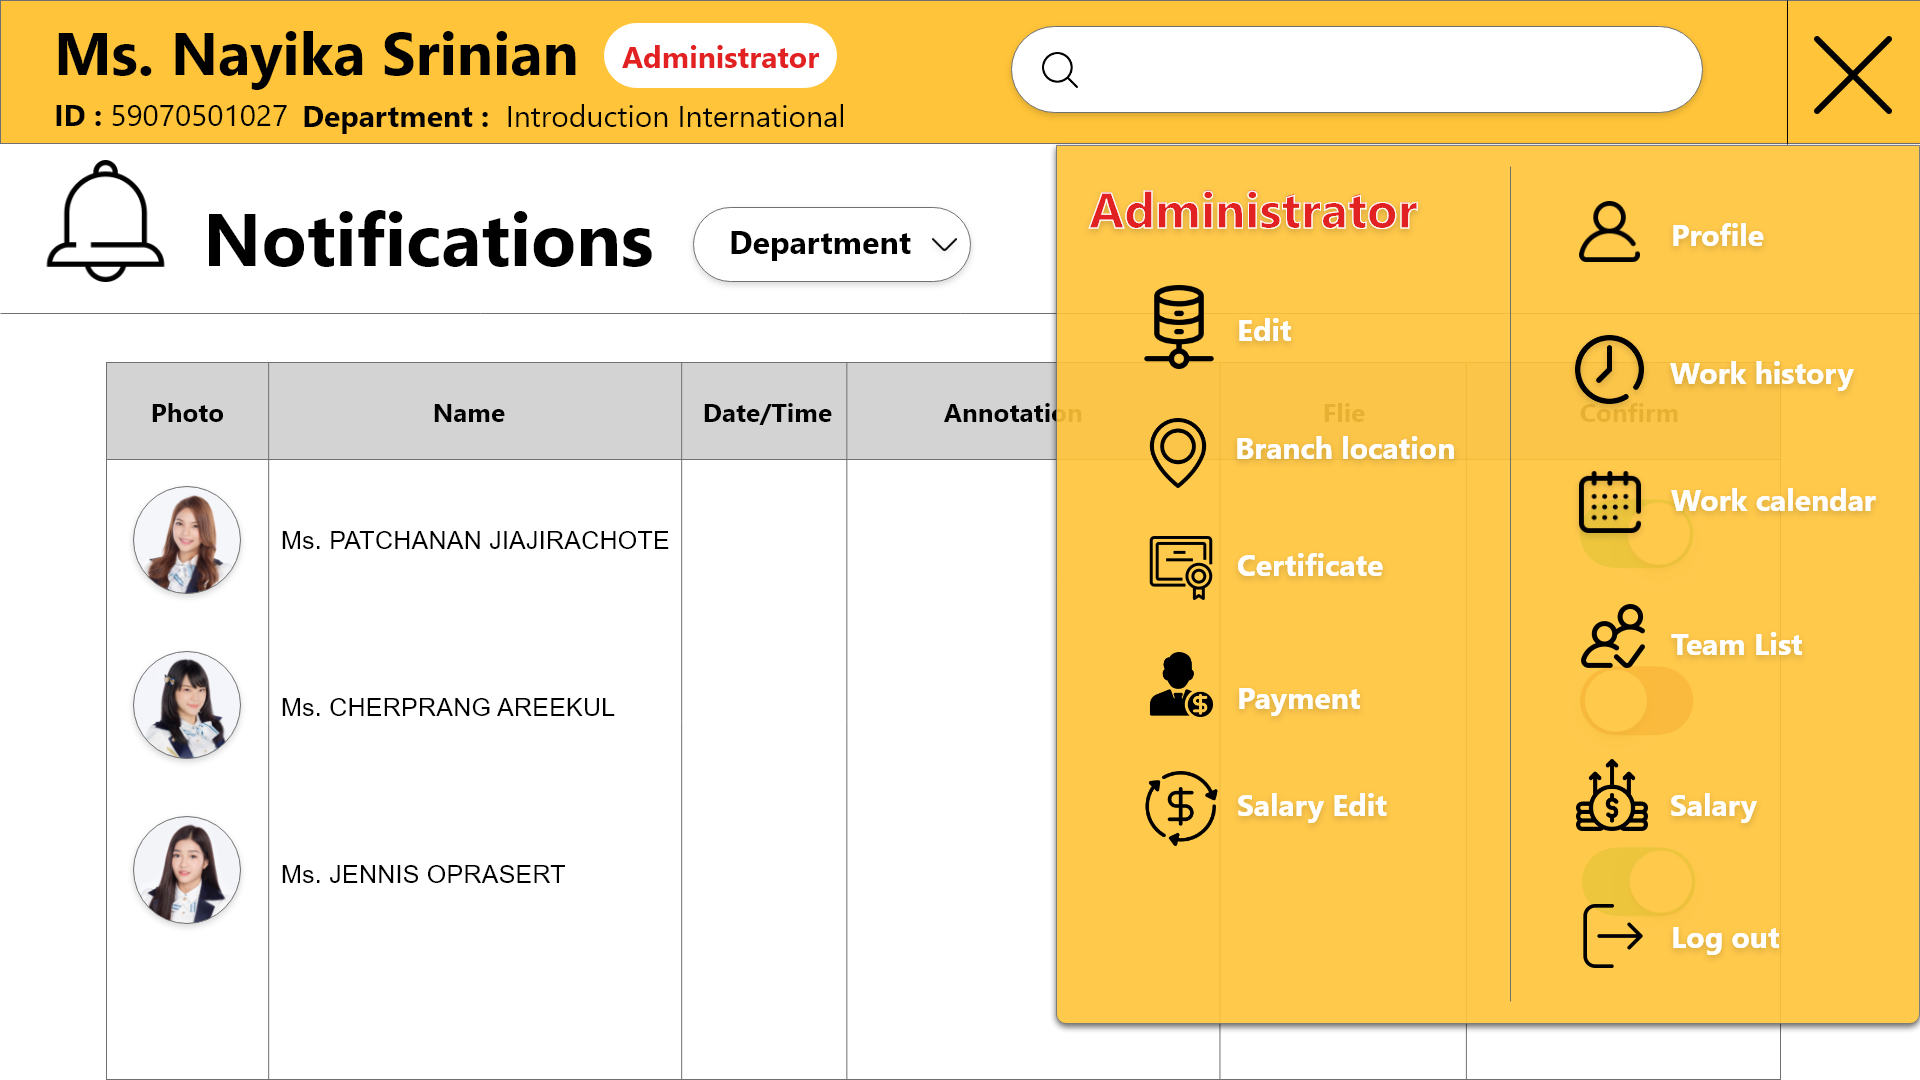 Ms. Nayika Srinian Administrator
ID : 59070501027 Department : Introduction International
Notifications
Department
Photo Name Date/Time Annotation Flie Confirm
Ms. PATCHANAN JIAJIRACHOTE
Ms. CHERPRANG AREEKUL
Ms. JENNIS OPRASERT
Administrator
Edit
Branch location
Certificate
Payment
Salary Edit
Profile
Work history
Work calendar
Team List
Salary
Log out